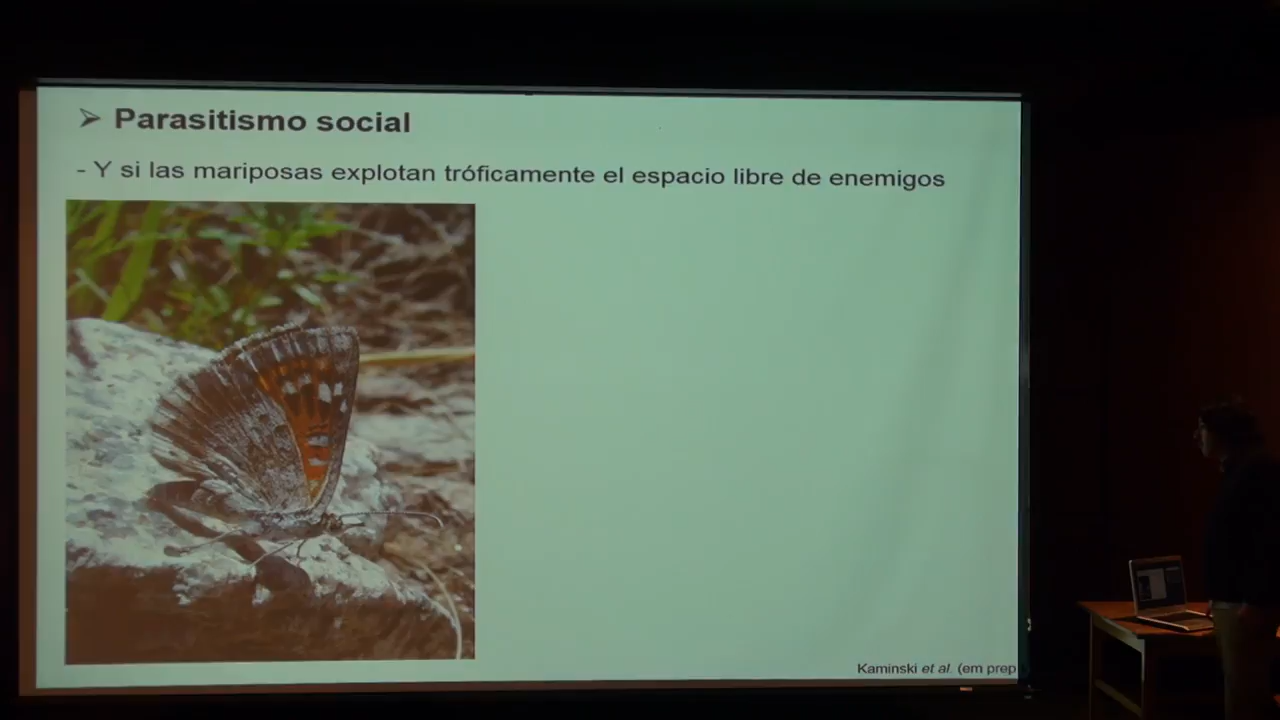 ➢ Parasitismo social
- Y si las mariposas explotan tróficamente el espacio libre de enemigos
Kaminski et al. (em prep